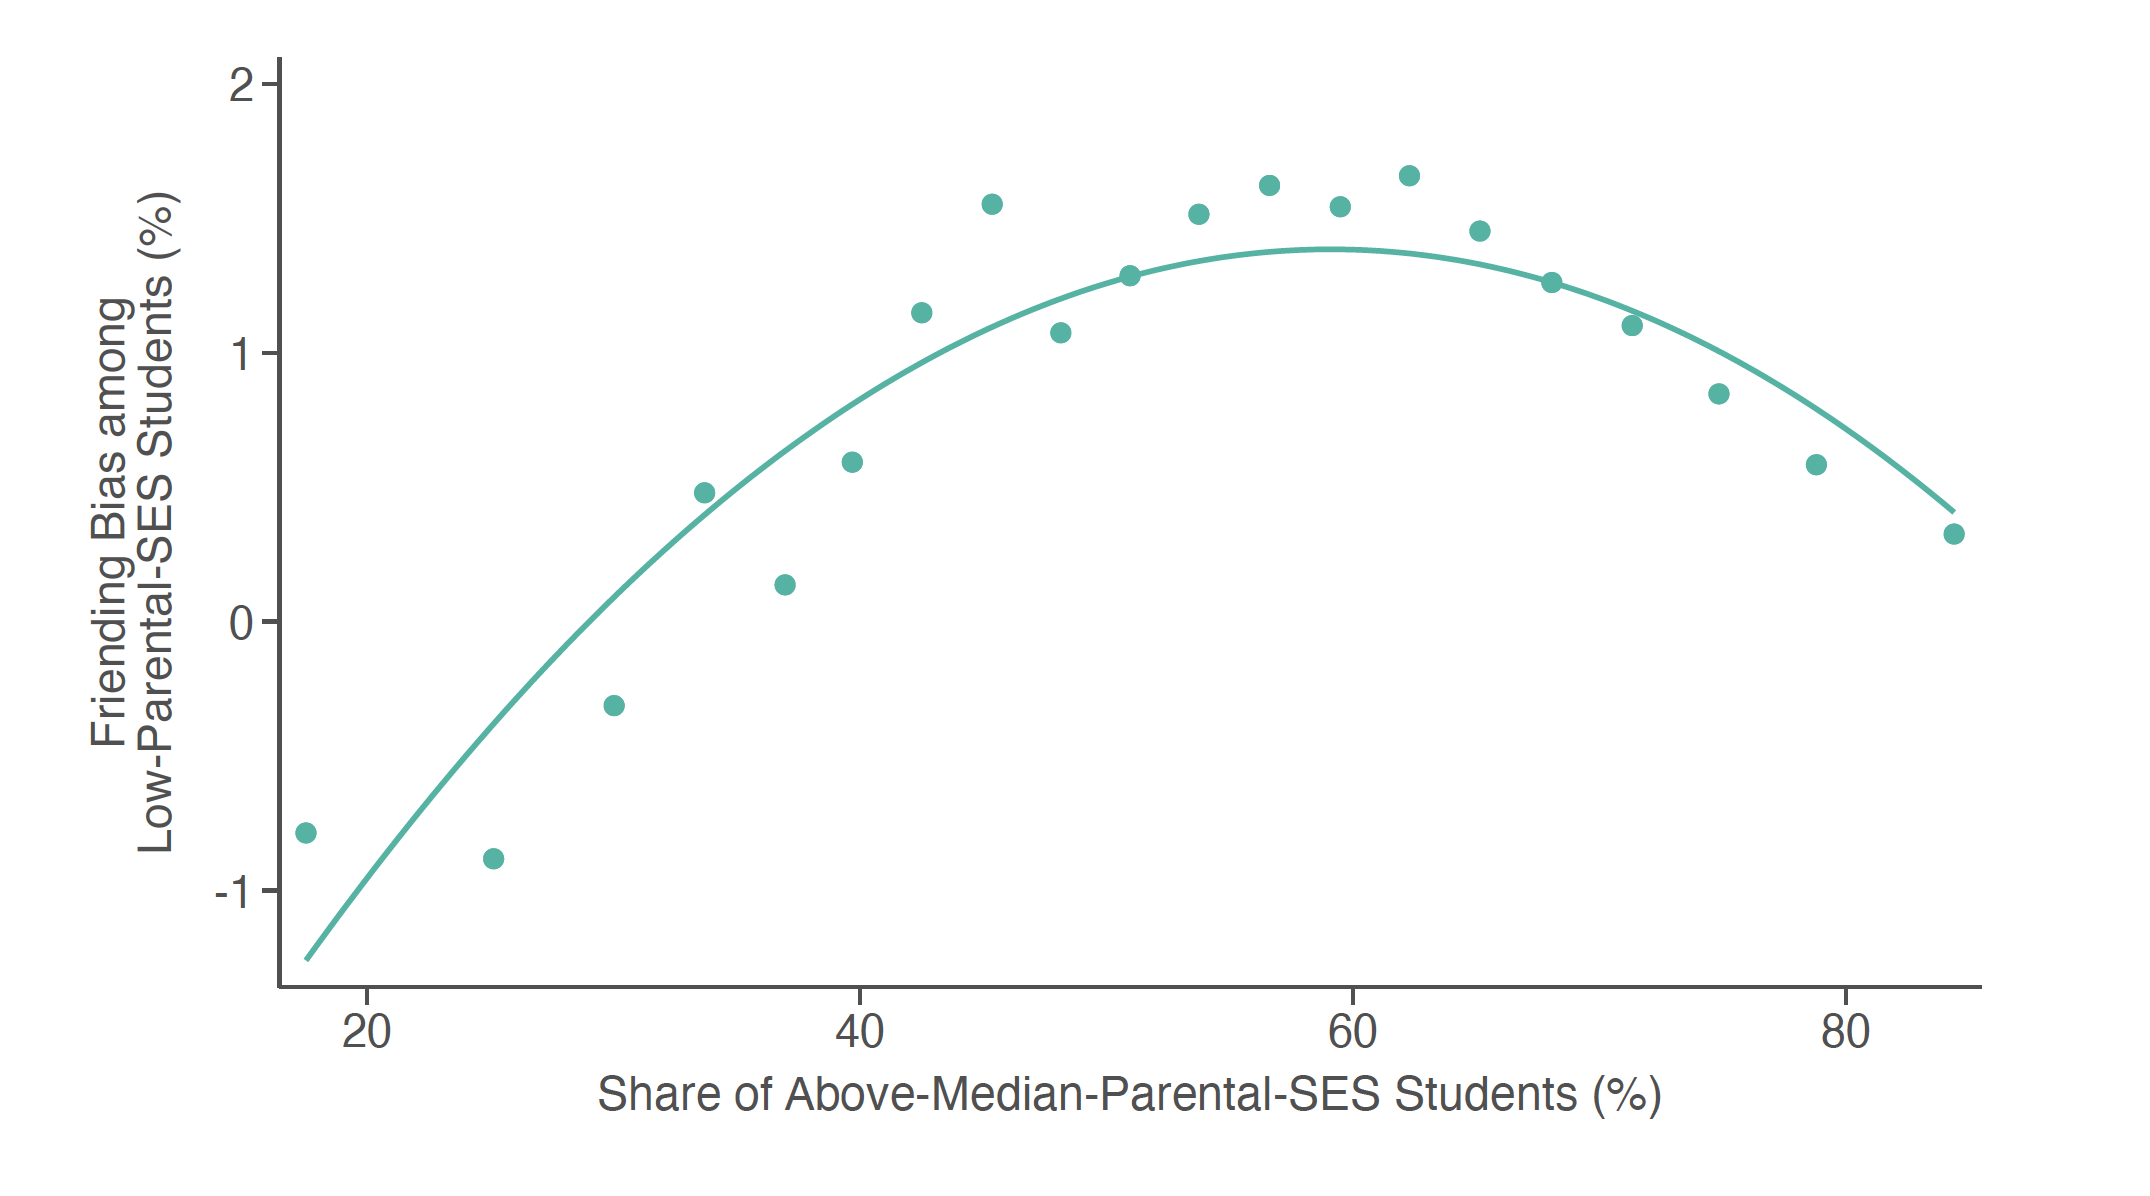 Friending Bias among
Low-Parental-SES Students (%)
2
1
0
-1
20 40 60 80
Share of Above-Median-Parental-SES Students (%)